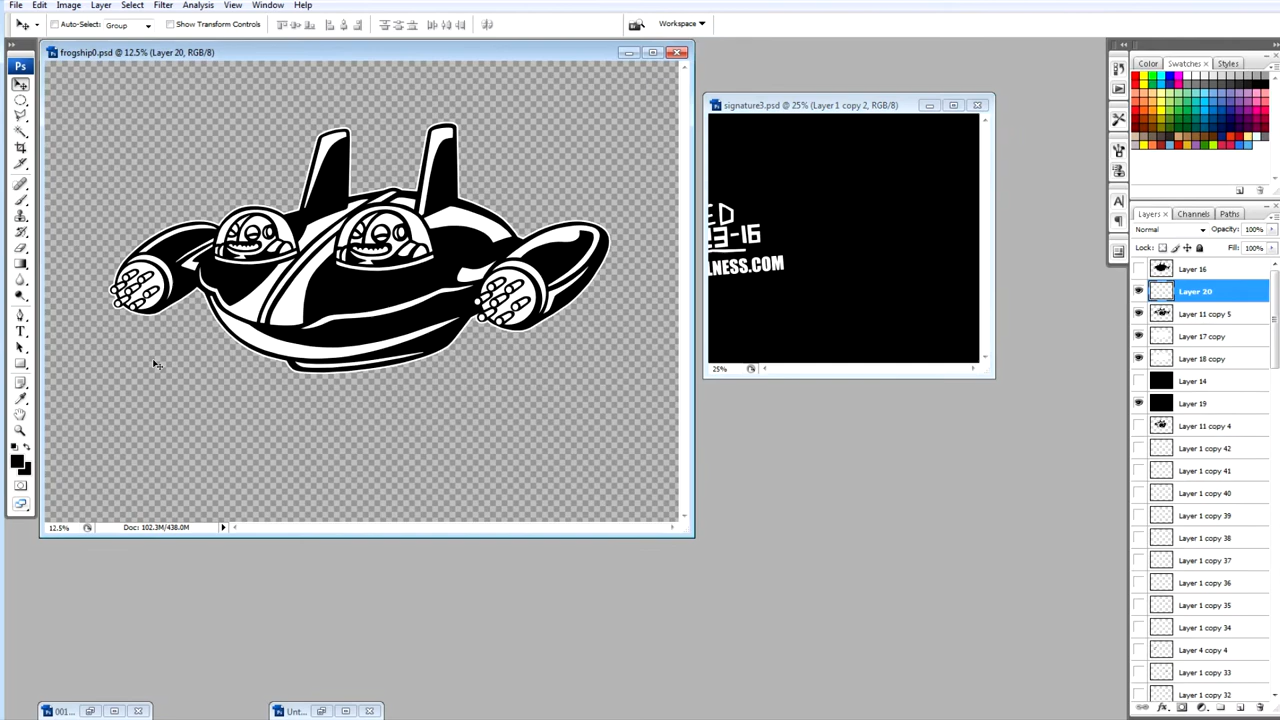 File Edit Image Layer Select Filter Analysis View Window Help
Auto-Select: Group Show Transform Controls Workspace
frogship0.psd @ 12.5% (Layer 20, RGB/8)
signature3.psd @ 25% (Layer 1 copy 2, RGB/8)
Ps
T
ED
23-16
LNESS.COM
25%
12.5% Doc: 102.3M/438.0M
001...
Unt...
Color Swatches × Styles
A
Layers × Channels Paths
Normal Opacity: 100%
Lock: Fill: 100%
Layer 16
Layer 20
Layer 11 copy 5
Layer 17 copy
Layer 18 copy
Layer 14
Layer 19
Layer 11 copy 4
Layer 1 copy 42
Layer 1 copy 41
Layer 1 copy 40
Layer 1 copy 39
Layer 1 copy 38
Layer 1 copy 37
Layer 1 copy 36
Layer 1 copy 35
Layer 1 copy 34
Layer 4 copy 4
Layer 1 copy 33
Layer 1 copy 32
fx